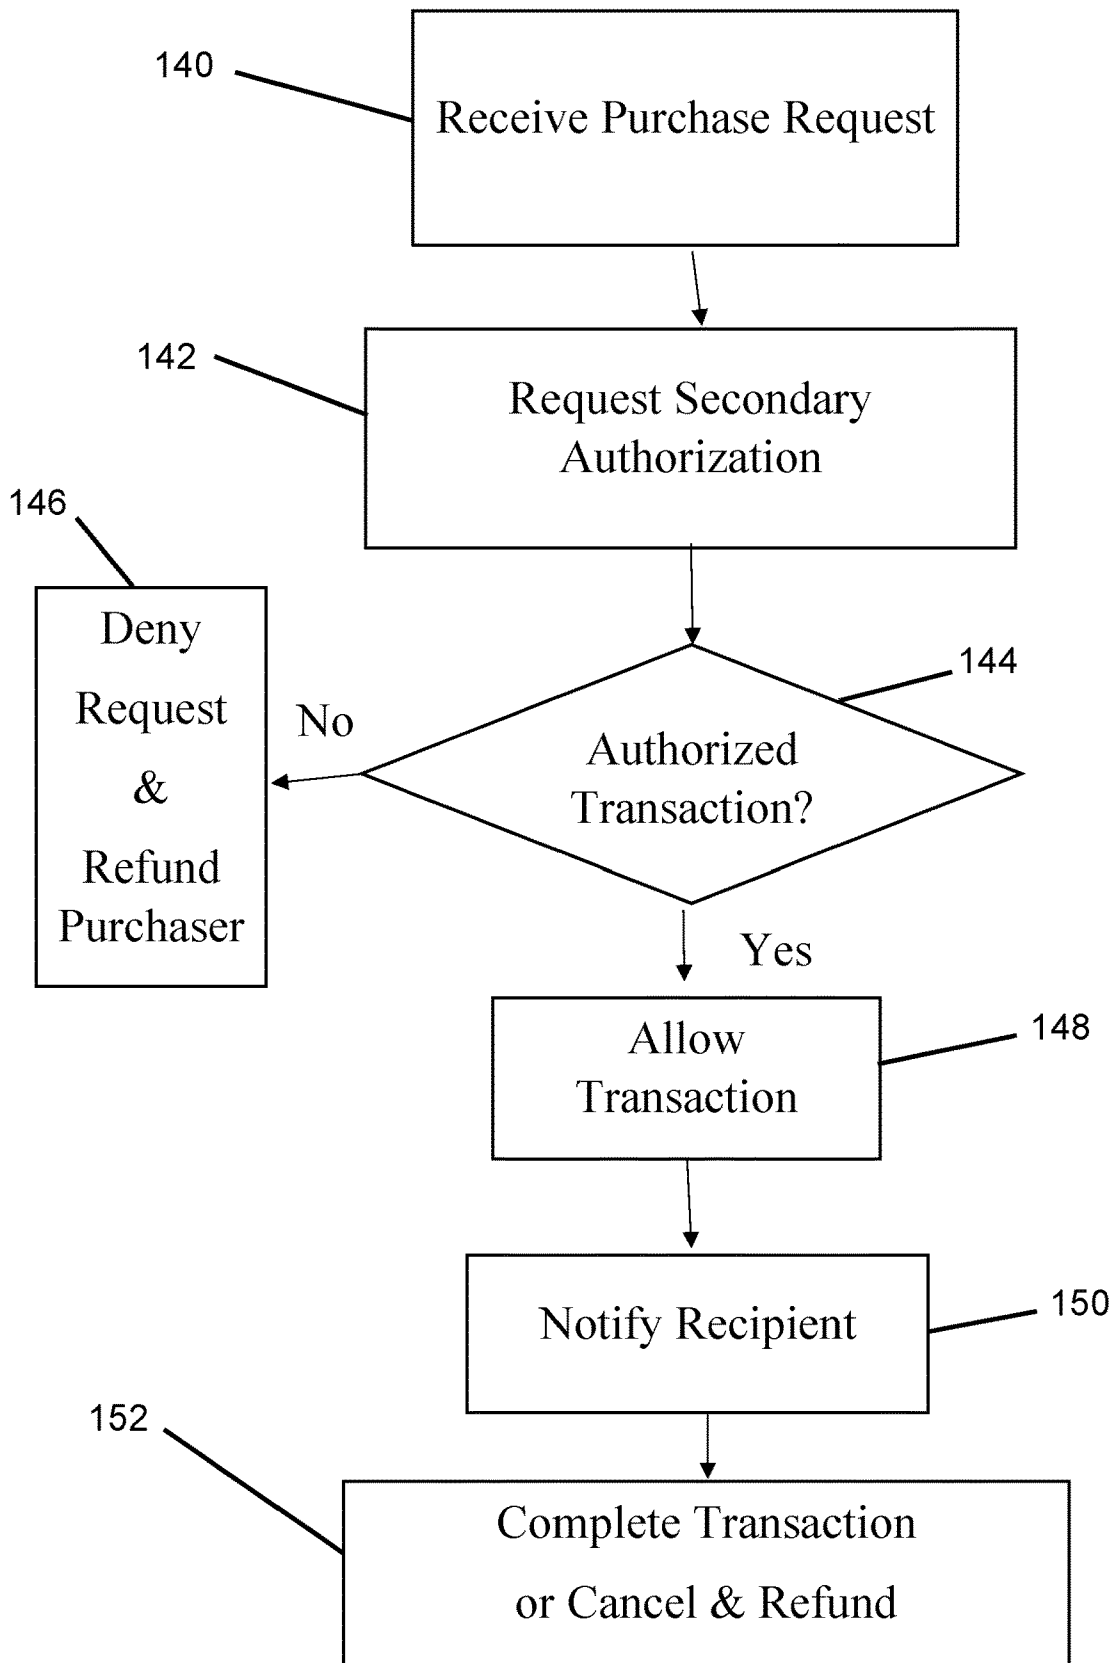 140
Receive Purchase Request
142
Request Secondary
Authorization
146
Deny
Request
&
Refund
Purchaser
No
144
Authorized
Transaction?
Yes
Allow
Transaction
148
Notify Recipient
150
152
Complete Transaction
or Cancel & Refund